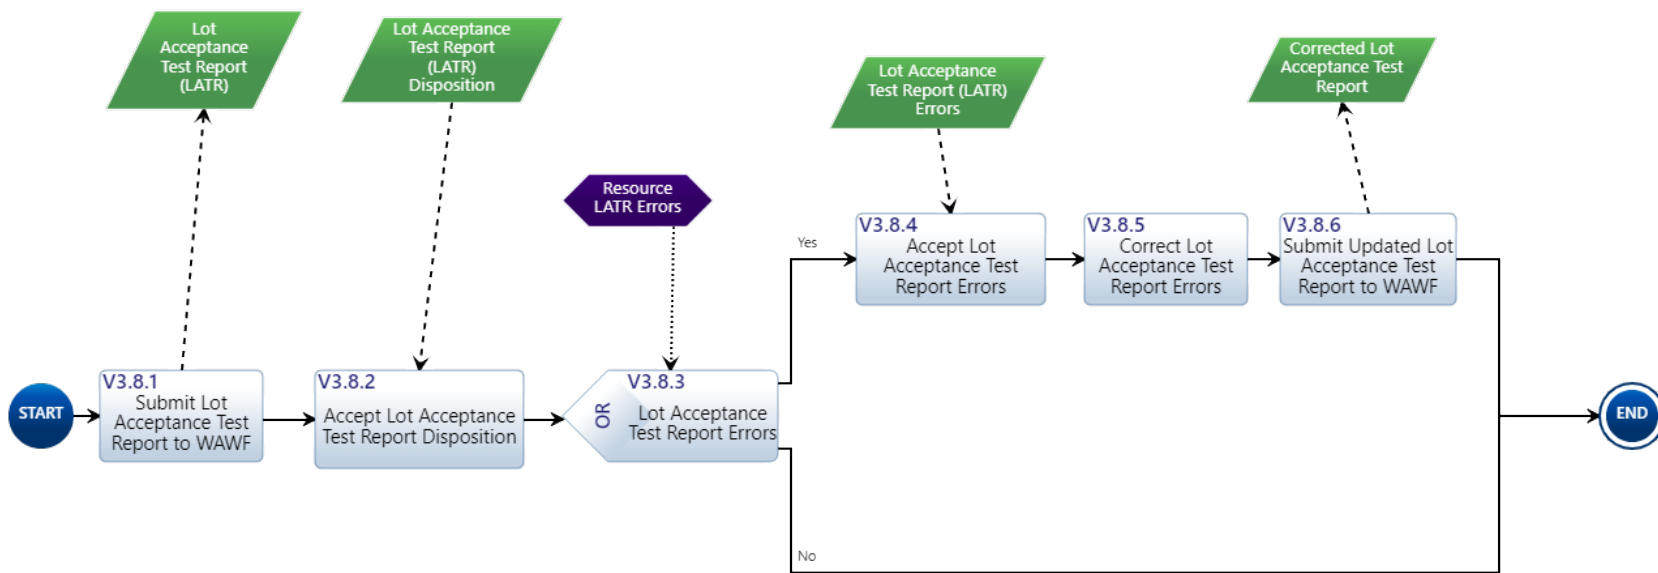 Lot
Acceptance
Test Report
(LATR)
Lot Acceptance
Test Report
(LATR)
Disposition
Lot Acceptance
Test Report (LATR)
Errors
Corrected Lot
Acceptance Test
Report
Resource
LATR Errors
Yes
V3.8.4
Accept Lot
Acceptance Test
Report Errors
V3.8.5
Correct Lot
Acceptance Test
Report Errors
V3.8.6
Submit Updated Lot
Acceptance Test
Report to WAWF
START
V3.8.1
Submit Lot
Acceptance Test
Report to WAWF
V3.8.2
Accept Lot Acceptance
Test Report Disposition
OR
V3.8.3
Lot Acceptance
Test Report Errors
END
No